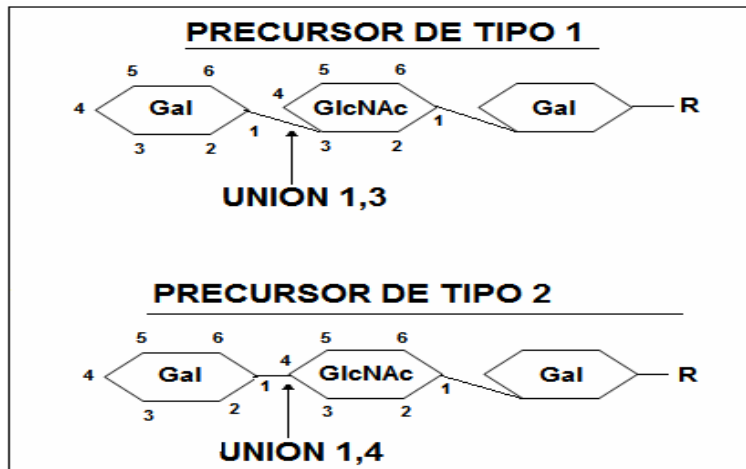 PRECURSOR DE TIPO 1
5 6 5 6
4 Gal 4 GlcNAc Gal R
1 1
3 2 3 2
UNION 1,3
PRECURSOR DE TIPO 2
5 6 5 6
4 Gal 4 GlcNAc Gal R
1 1
3 2 3 2
UNION 1,4